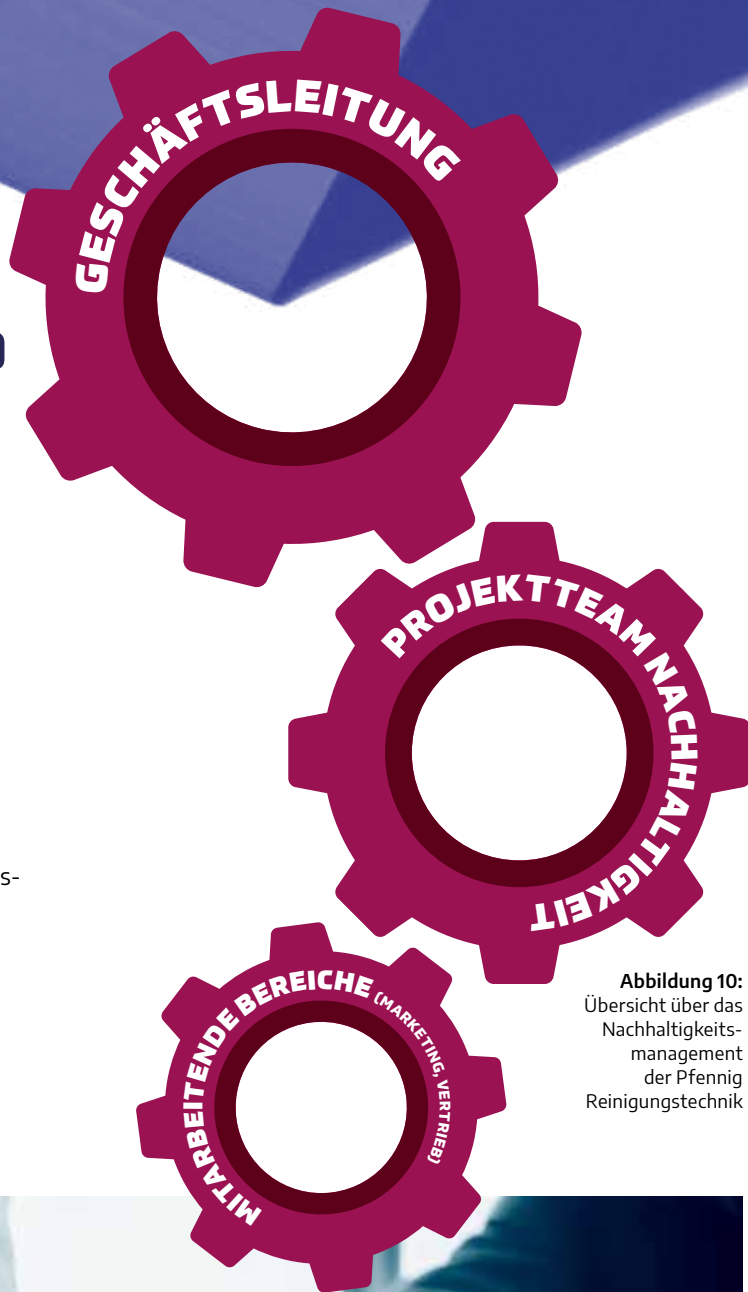 GESCHÄFTSLEITUNG
PROJEKTTEAM NACHHALTIGKEIT
s-
MITARBEITENDE BEREICHE (MARKETING, VERTRIEB)
Abbildung 10:
Übersicht über das
Nachhaltigkeits-
management
der Pfennig
Reinigungstechnik